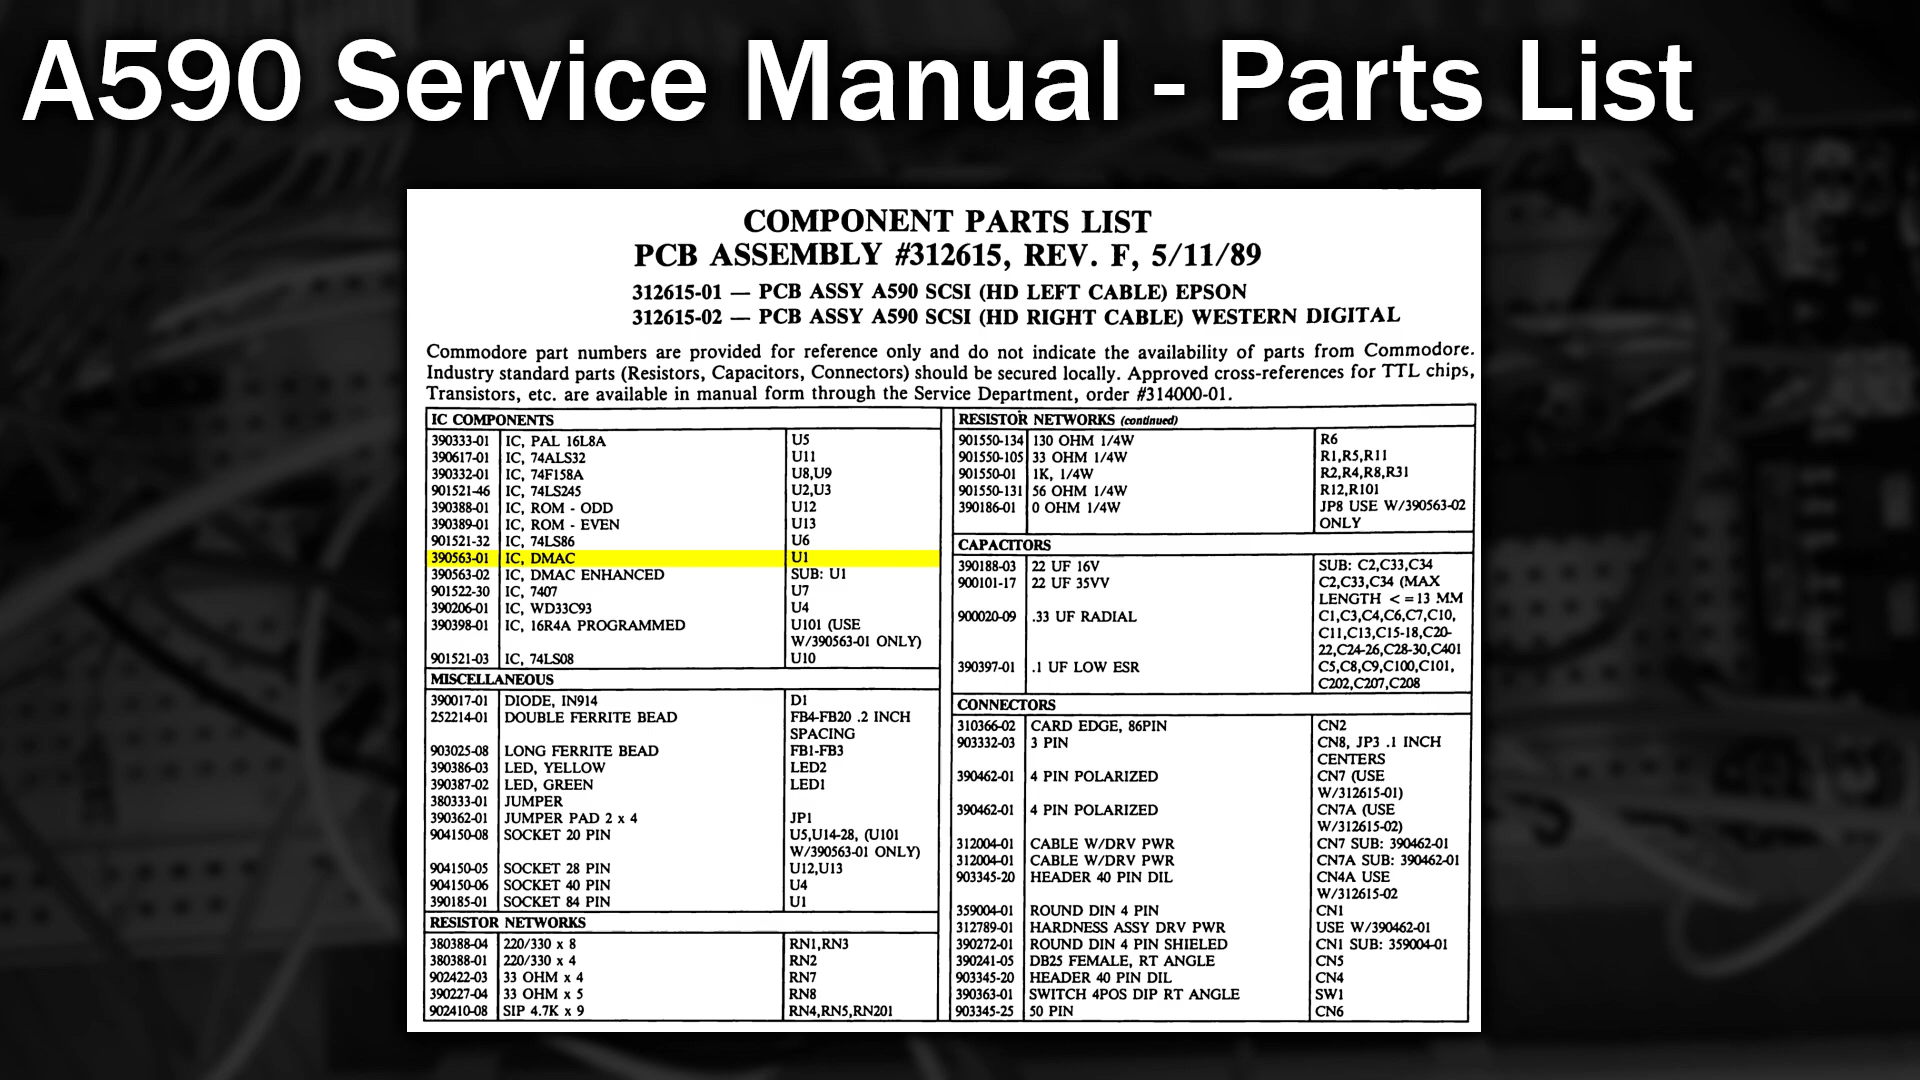 A590 Service Manual - Parts List
COMPONENT PARTS LIST
PCB ASSEMBLY #312615, REV. F, 5/11/89
312615-01 — PCB ASSY A590 SCSI (HD LEFT CABLE) EPSON
312615-02 — PCB ASSY A590 SCSI (HD RIGHT CABLE) WESTERN DIGITAL
Commodore part numbers are provided for reference only and do not indicate the availability of parts from Commodore.
Industry standard parts (Resistors, Capacitors, Connectors) should be secured locally. Approved cross-references for TTL chips,
Transistors, etc. are available in manual form through the Service Department, order #314000-01.
IC COMPONENTS
390333-01 IC, PAL 16L8A U5
390617-01 IC, 74ALS32 U11
390332-01 IC, 74F158A U8,U9
901521-46 IC, 74LS245 U2,U3
390388-01 IC, ROM - ODD U12
390389-01 IC, ROM - EVEN U13
901521-32 IC, 74LS86 U6
390563-01 IC, DMAC U1
390563-02 IC, DMAC ENHANCED SUB: U1
901522-30 IC, 7407 U7
390206-01 IC, WD33C93 U4
390398-01 IC, 16R4A PROGRAMMED U101 (USE
W/390563-01 ONLY)
901521-03 IC, 74LS08 U10
MISCELLANEOUS
390017-01 DIODE, IN914 D1
252214-01 DOUBLE FERRITE BEAD FB4-FB20 .2 INCH
SPACING
903025-08 LONG FERRITE BEAD FB1-FB3
390386-03 LED, YELLOW LED2
390387-02 LED, GREEN LED1
380333-01 JUMPER
390362-01 JUMPER PAD 2 x 4 JP1
904150-08 SOCKET 20 PIN U5,U14-28, (U101
W/390563-01 ONLY)
904150-05 SOCKET 28 PIN U12,U13
904150-06 SOCKET 40 PIN U4
390185-01 SOCKET 84 PIN U1
RESISTOR NETWORKS
380388-04 220/330 x 8 RN1,RN3
380388-01 220/330 x 4 RN2
902422-03 33 OHM x 4 RN7
390227-04 33 OHM x 5 RN8
902410-08 SIP 4.7K x 9 RN4,RN5,RN201
RESISTOR NETWORKS (continued)
901550-134 130 OHM 1/4W R6
901550-105 33 OHM 1/4W R1,R5,R11
901550-01 1K, 1/4W R2,R4,R8,R31
901550-131 56 OHM 1/4W R12,R101
390186-01 0 OHM 1/4W JP8 USE W/390563-02
ONLY
CAPACITORS
390188-03 22 UF 16V SUB: C2,C33,C34
900101-17 22 UF 35VV C2,C33,C34 (MAX
LENGTH <=13 MM
900020-09 .33 UF RADIAL C1,C3,C4,C6,C7,C10,
C11,C13,C15-18,C20-
22,C24-26,C28-30,C401
390397-01 .1 UF LOW ESR C5,C8,C9,C100,C101,
C202,C207,C208
CONNECTORS
310366-02 CARD EDGE, 86PIN CN2
903332-03 3 PIN CN8, JP3 .1 INCH
CENTERS
390462-01 4 PIN POLARIZED CN7 (USE
W/312615-01)
390462-01 4 PIN POLARIZED CN7A (USE
W/312615-02)
312004-01 CABLE W/DRV PWR CN7 SUB: 390462-01
312004-01 CABLE W/DRV PWR CN7A SUB: 390462-01
903345-20 HEADER 40 PIN DIL CN4A USE
W/312615-02
359004-01 ROUND DIN 4 PIN CN1
312789-01 HARDNESS ASSY DRV PWR USE W/390462-01
390272-01 ROUND DIN 4 PIN SHIELED CN1 SUB: 359004-01
390241-05 DB25 FEMALE, RT ANGLE CN5
903345-20 HEADER 40 PIN DIL CN4
390363-01 SWITCH 4POS DIP RT ANGLE SW1
903345-25 50 PIN CN6